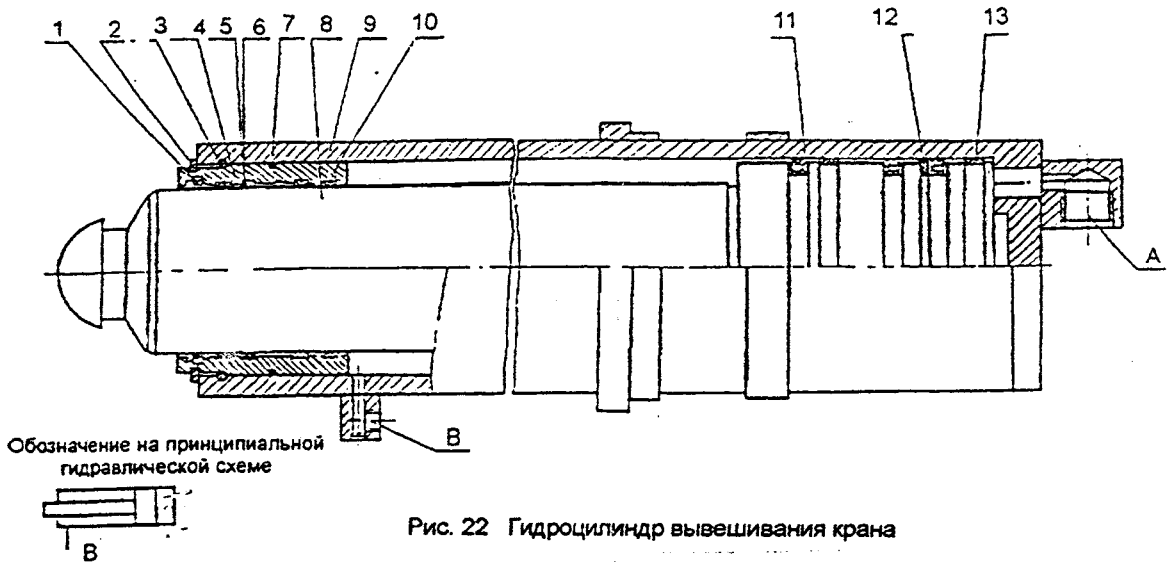 1 2 3 4 5 6 7 8 9 10 11 12 13
A
B
Обозначение на принципиальной
гидравлической схеме
B
Рис. 22 Гидроцилиндр вывешивания крана